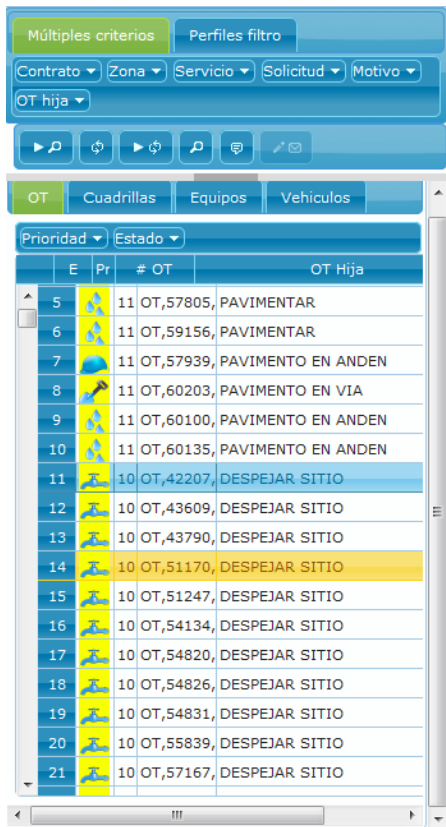 Múltiples criterios Perfiles filtro
Contrato Zona Servicio Solicitud Motivo
OT hija
OT Cuadrillas Equipos Vehiculos
Prioridad Estado
E Pr # OT OT Hija
5 11 OT,57805, PAVIMENTAR
6 11 OT,59156, PAVIMENTAR
7 11 OT,57939, PAVIMENTO EN ANDEN
8 11 OT,60203, PAVIMENTO EN VIA
9 11 OT,60100, PAVIMENTO EN ANDEN
10 11 OT,60135, PAVIMENTO EN ANDEN
11 10 OT,42207, DESPEJAR SITIO
12 10 OT,43609, DESPEJAR SITIO
13 10 OT,43790, DESPEJAR SITIO
14 10 OT,51170, DESPEJAR SITIO
15 10 OT,51247, DESPEJAR SITIO
16 10 OT,54134, DESPEJAR SITIO
17 10 OT,54820, DESPEJAR SITIO
18 10 OT,54826, DESPEJAR SITIO
19 10 OT,54831, DESPEJAR SITIO
20 10 OT,55839, DESPEJAR SITIO
21 10 OT,57167, DESPEJAR SITIO